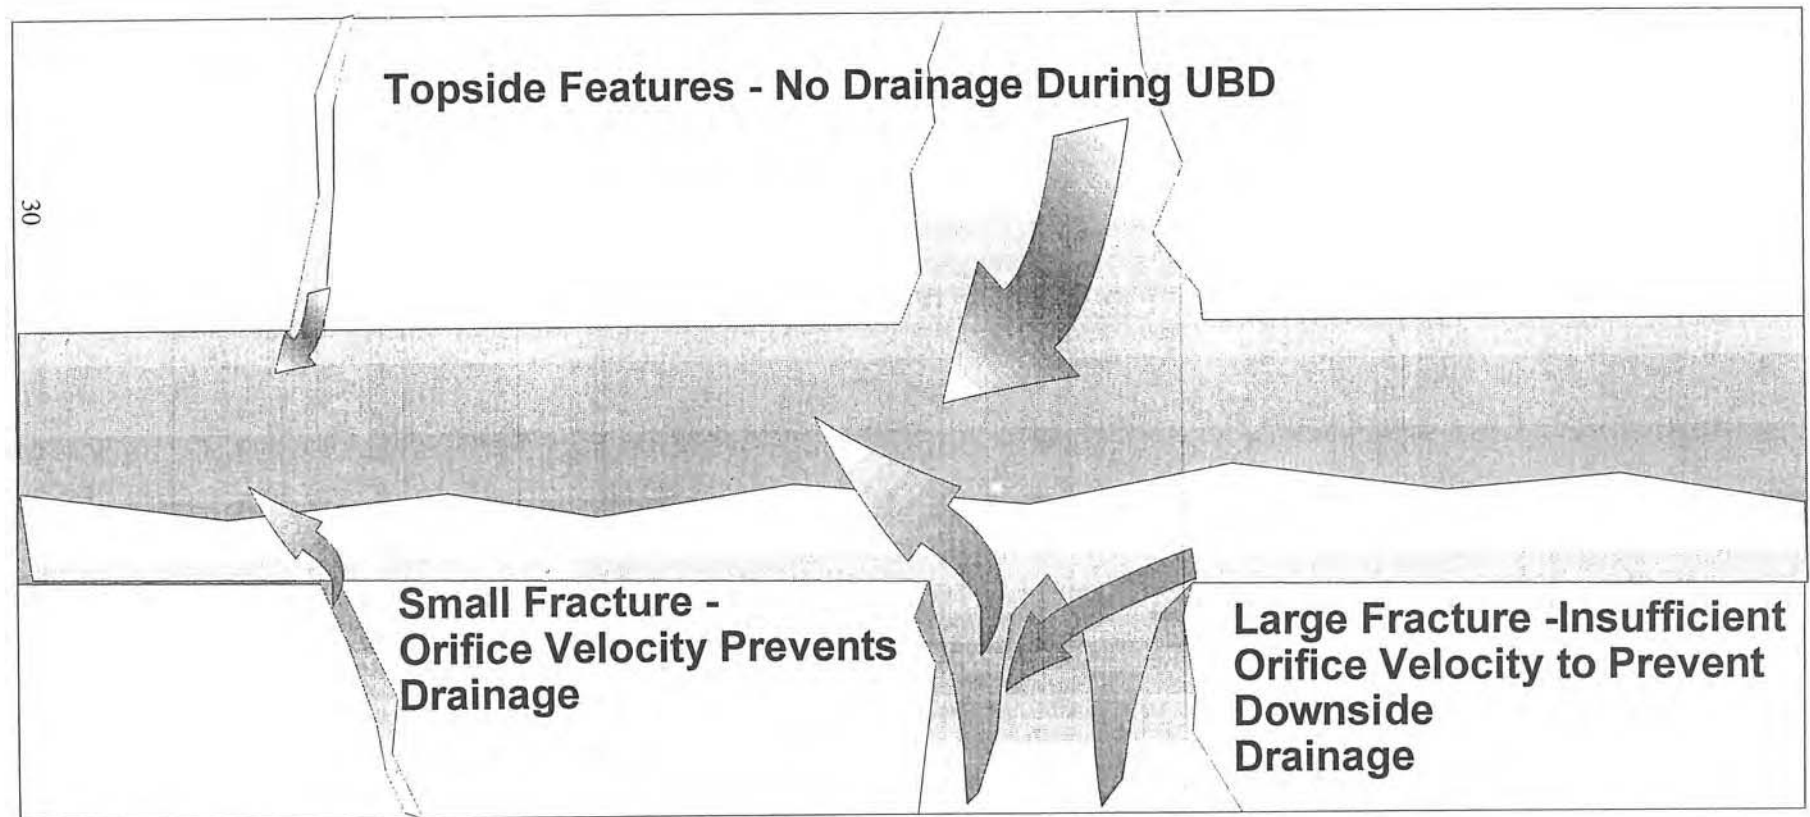 Topside Features - No Drainage During UBD
30
Small Fracture -
Orifice Velocity Prevents
Drainage
Large Fracture -Insufficient
Orifice Velocity to Prevent
Downside
Drainage